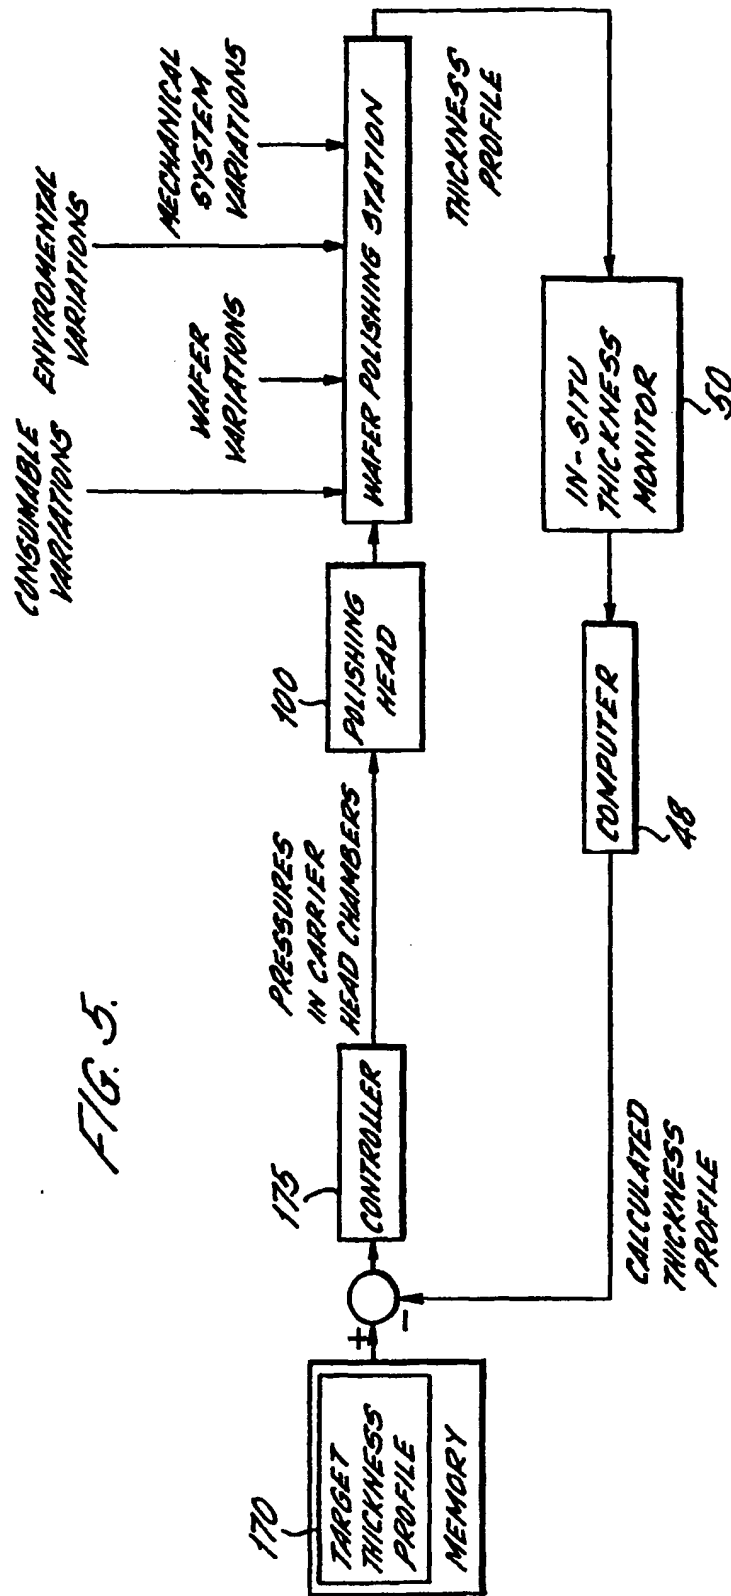 FIG. 5.
CONSUMABLE
VARIATIONS
ENVIROMENTAL
VARIATIONS
WAFER
VARIATIONS
MECHANICAL
SYSTEM
VARIATIONS
170
TARGET
THICKNESS
PROFILE
MEMORY
+
-
175
CONTROLLER
PRESSURES
IN CARRIER
HEAD CHAMBERS
100
POLISHING
HEAD
WAFER POLISHING STATION
THICKNESS
PROFILE
IN-SITU
THICKNESS
MONITOR
50
COMPUTER
48
CALCULATED
THICKNESS
PROFILE